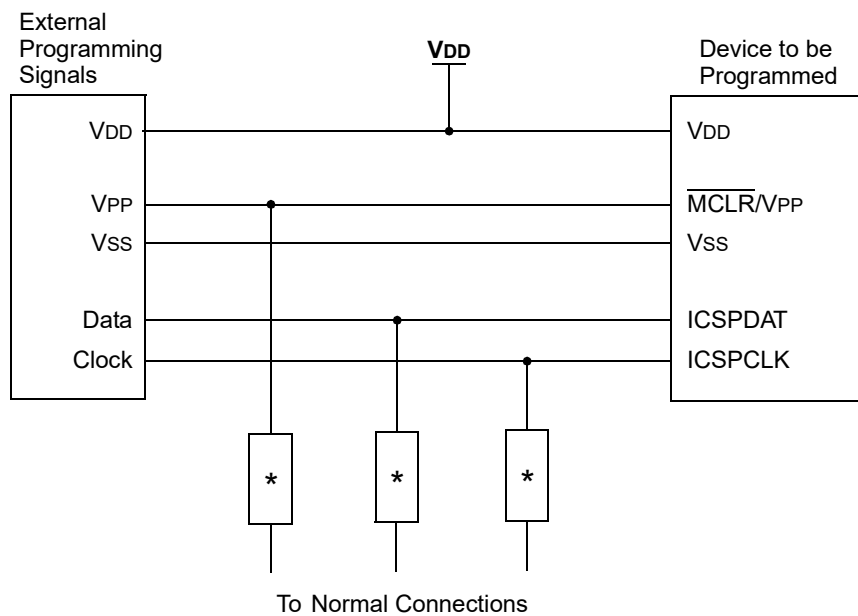 External
Programming
Signals
VDD
Device to be
Programmed
VDD
VDD
VPP
MCLR/VPP
VSS
VSS
Data
ICSPDAT
Clock
ICSPCLK
*
*
*
To Normal Connections